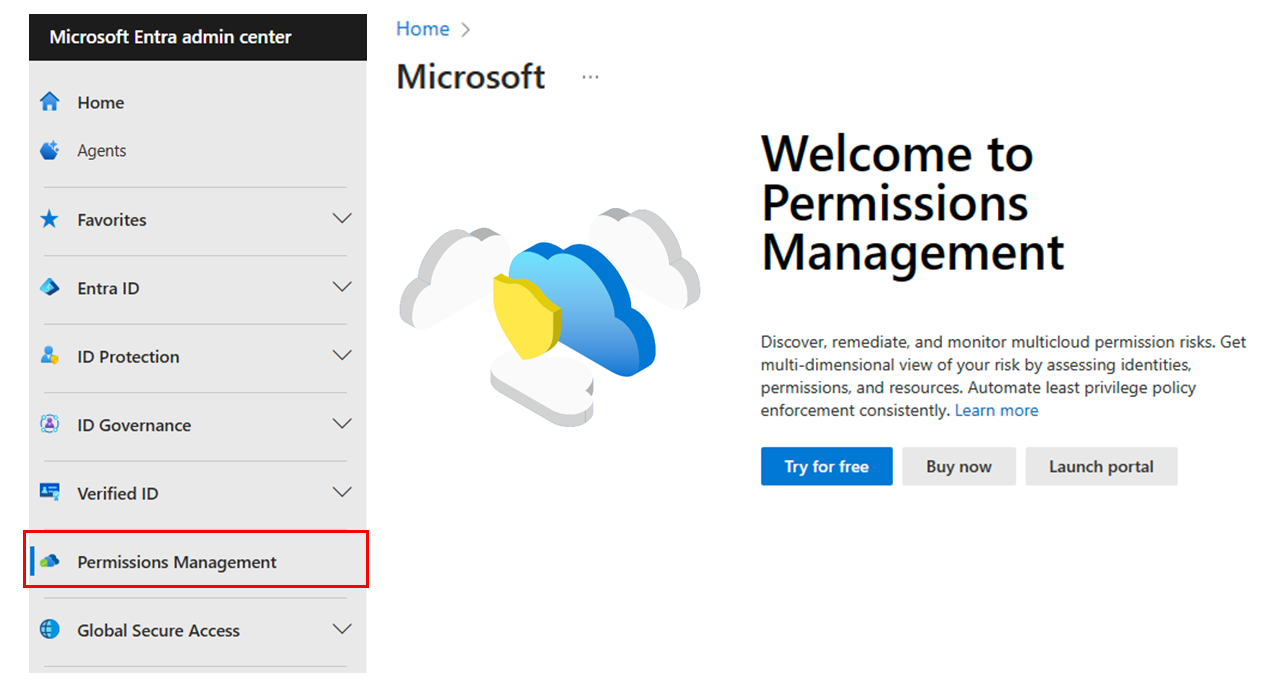 Microsoft Entra admin center
Home
Agents
Favorites
Entra ID
ID Protection
ID Governance
Verified ID
Permissions Management
Global Secure Access
Home
Microsoft ...
Welcome to
Permissions
Management
Discover, remediate, and monitor multicloud permission risks. Get
multi-dimensional view of your risk by assessing identities,
permissions, and resources. Automate least privilege policy
enforcement consistently. Learn more
Try for free Buy now Launch portal